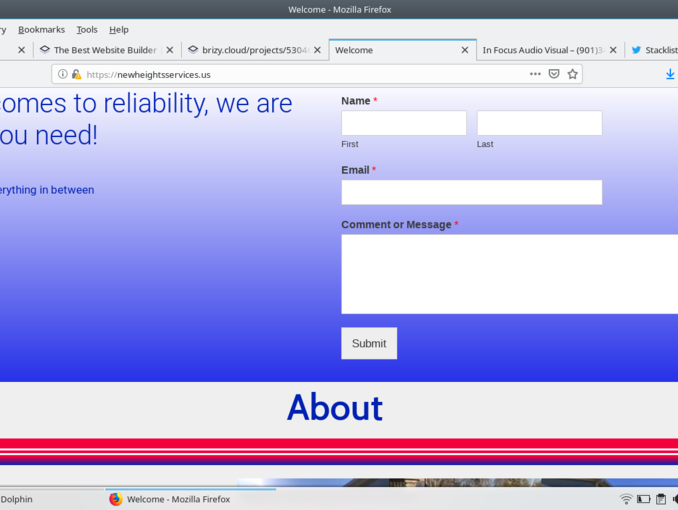 Welcome - Mozilla Firefox
ry Bookmarks Tools Help
The Best Website Builder
brizy.cloud/projects/5304
Welcome
In Focus Audio Visual – (901)3
Stacklist
https://newheightsservices.us
comes to reliability, we are
ou need!
erything in between
Name *
First Last
Email *
Comment or Message *
Submit
About
Dolphin
Welcome - Mozilla Firefox